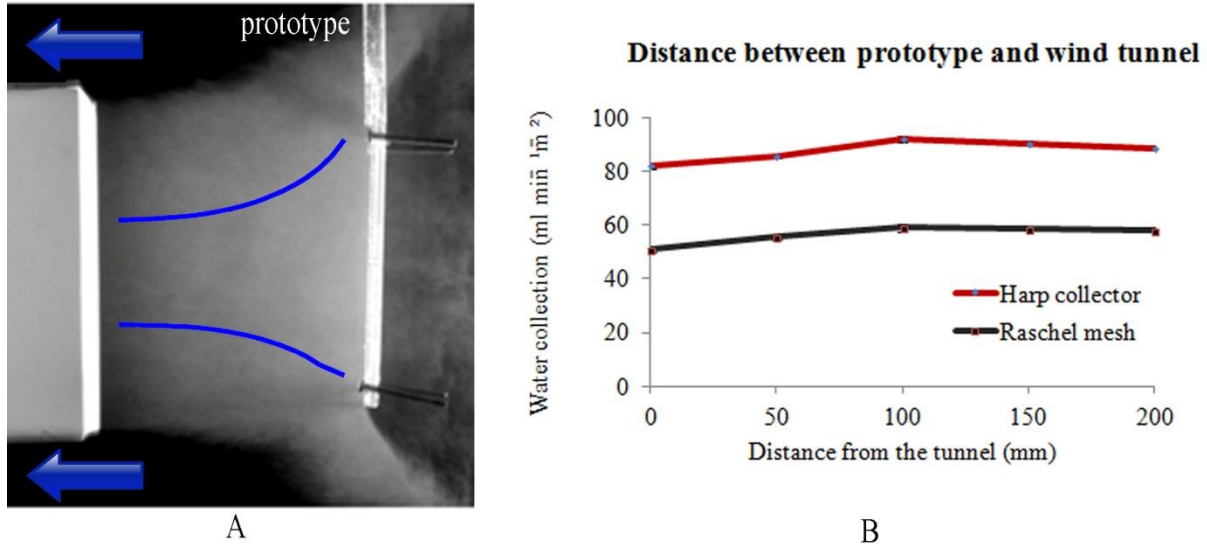 prototype
A
Distance between prototype and wind tunnel
Water collection (ml min̄ ¹m̄ ²)
100
80
60
40
20
0
0 50 100 150 200
Harp collector
Raschel mesh
Distance from the tunnel (mm)
B